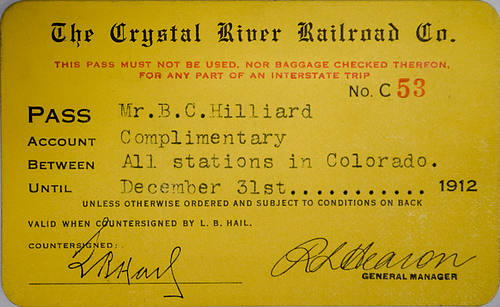 The Crystal River Railroad Co.
THIS PASS MUST NOT BE USED, NOR BAGGAGE CHECKED THEREON,
FOR ANY PART OF AN INTERSTATE TRIP
No. C 53
PASS Mr.B.C.Hilliard
ACCOUNT Complimentary
BETWEEN All stations in Colorado.
UNTIL December 31st............ 1912
UNLESS OTHERWISE ORDERED AND SUBJECT TO CONDITIONS ON BACK
VALID WHEN COUNTERSIGNED BY L. B. HAIL.
COUNTERSIGNED:
L B Hail
GENERAL MANAGER